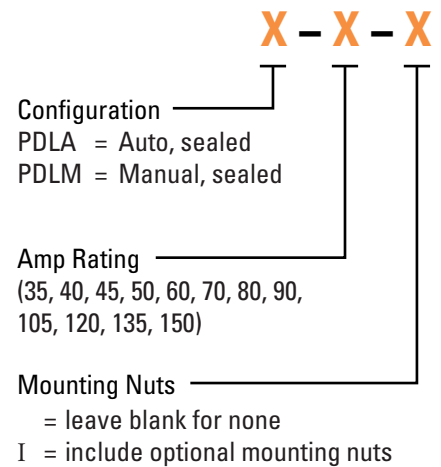 X – X – X
Configuration
PDLA = Auto, sealed
PDLM = Manual, sealed
Amp Rating
(35, 40, 45, 50, 60, 70, 80, 90,
105, 120, 135, 150)
Mounting Nuts
= leave blank for none
I = include optional mounting nuts